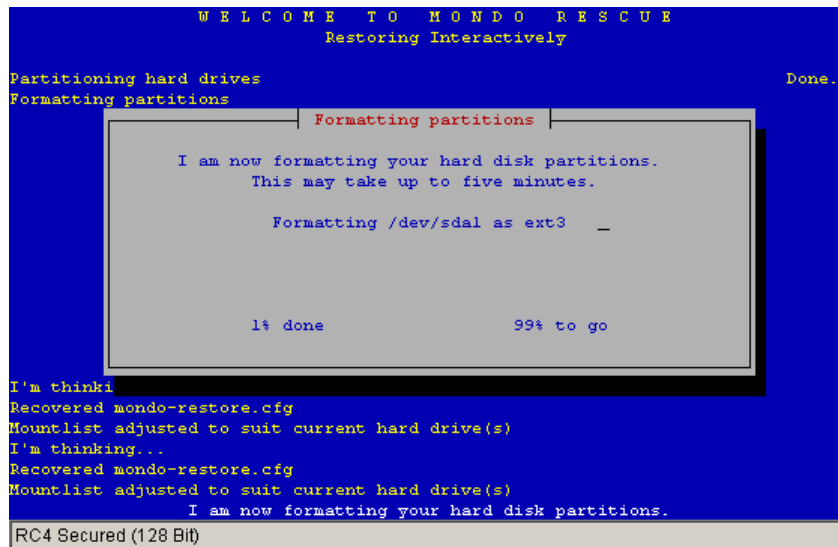 W E L C O M E   T O   M O N D O   R E S C U E
Restoring Interactively
Partitioning hard drives Done.
Formatting partitions
Formatting partitions
I am now formatting your hard disk partitions.
This may take up to five minutes.
Formatting /dev/sda1 as ext3 _
1% done 99% to go
I'm thinki
Recovered mondo-restore.cfg
Mountlist adjusted to suit current hard drive(s)
I'm thinking...
Recovered mondo-restore.cfg
Mountlist adjusted to suit current hard drive(s)
I am now formatting your hard disk partitions.
RC4 Secured (128 Bit)